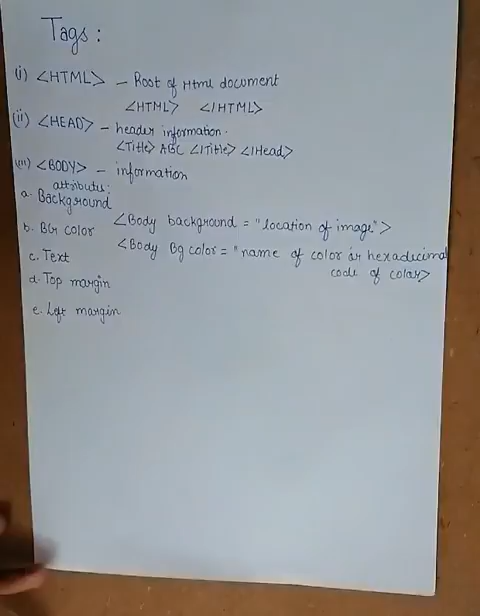 Tags :
(i) <HTML> – Root of Html document
<HTML> </HTML>
(ii) <HEAD> – header information.
<Title> ABC </Title> </Head>
(iii) <BODY> – information
attributes:
a. Background
<Body background = "location of image">
b. BG color
<Body Bg color = "name of color or hexadecimal
code of color>
c. Text
d. Top margin
e. Left margin